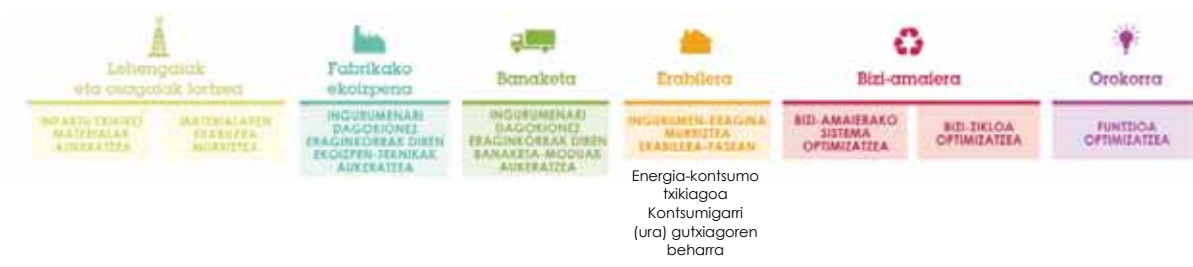 Lehengaiak
eta osagaiak lortzea
INPAKTU TXIKIKO
MATERIALAK
AUKERATZEA
MATERIALAREN
ERABILERA
MURRIZTEA
Fabrikako
ekoizpena
INGURUMENARI
DAGOKIONEZ
ERAGINKORRAK DIREN
EKOIZPEN-TEKNIKAK
AUKERATZEA
Banaketa
INGURUMENARI
DAGOKIONEZ
ERAGINKORRAK DIREN
BANAKETA-MODUAK
AUKERATZEA
Erabilera
INGURUMEN-ERAGINA
MURRIZTEA
ERABILERA-FASEAN
Energia-kontsumo
txikiagoa
Kontsumigarri
(ura) gutxiagoren
beharra
Bizi-amaiera
BIZI-AMAIERAKO
SISTEMA
OPTIMIZATZEA
BIZI-ZIKLOA
OPTIMIZATZEA
Orokorra
FUNTZIOA
OPTIMIZATZEA